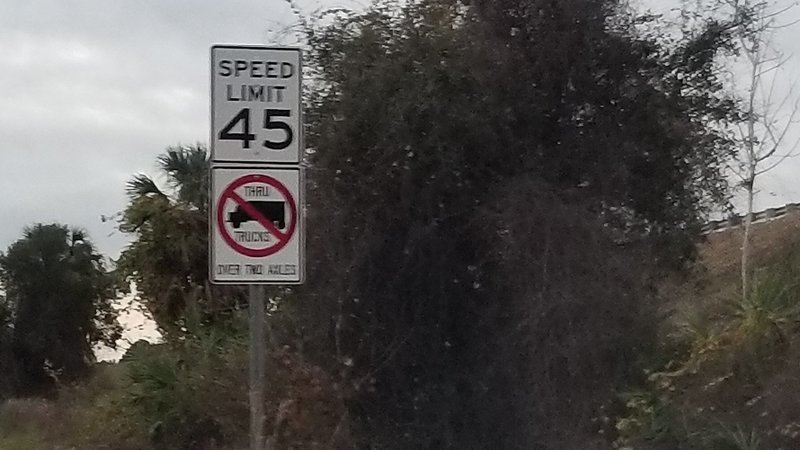 SPEED
LIMIT
45
THRU
TRUCKS
OVER TWO AXLES